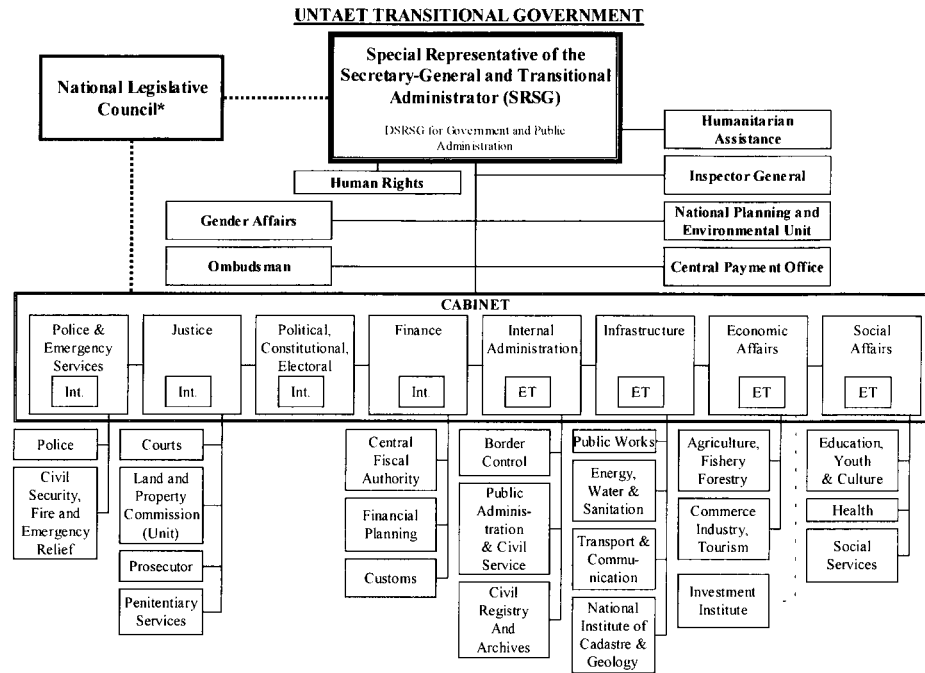 UNTAET TRANSITIONAL GOVERNMENT
Special Representative of the
Secretary-General and Transitional
Administrator (SRSG)
DSRSG for Government and Public
Administration
National Legislative
Council*
Humanitarian
Assistance
Human Rights
Inspector General
Gender Affairs
National Planning and
Environmental Unit
Ombudsman
Central Payment Office
CABINET
Police &
Emergency
Services
Int.
Justice
Int.
Political,
Constitutional,
Electoral
Int.
Finance
Int.
Internal
Administration
ET
Infrastructure
ET
Economic
Affairs
ET
Social
Affairs
ET
Police
Civil
Security,
Fire and
Emergency
Relief
Courts
Land and
Property
Commission
(Unit)
Prosecutor
Penitentiary
Services
Central
Fiscal
Authority
Financial
Planning
Customs
Border
Control
Public
Adminis-
tration
& Civil
Service
Civil
Registry
And
Archives
Public Works
Energy,
Water &
Sanitation
Transport &
Commu-
nication
National
Institute of
Cadastre &
Geology
Agriculture,
Fishery
Forestry
Commerce
Industry,
Tourism
Investment
Institute
Education,
Youth
& Culture
Health
Social
Services